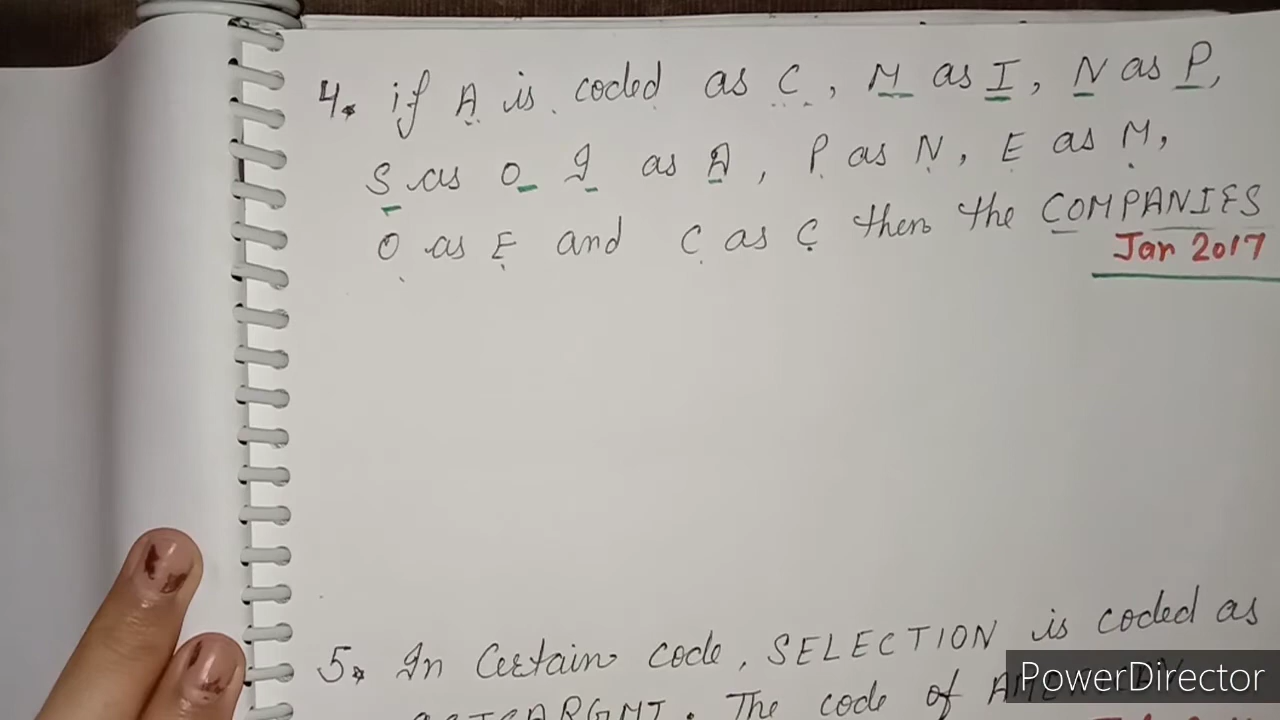 4. if A is coded as C, M as I, N as P,
S as O I as A, P as N, E as M,
O as E and C as C then the COMPANIES
Jan 2017
5. In Certain code, SELECTION is coded as
. The code of
PowerDirector